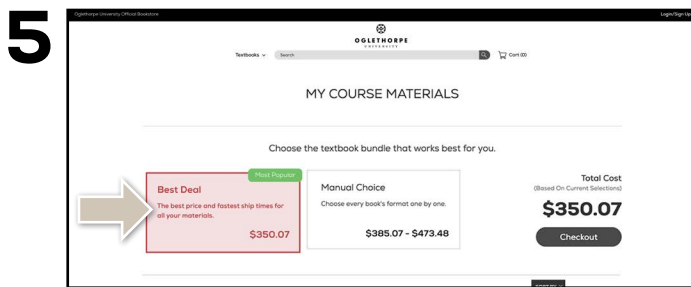 5
Oglethorpe University Official Bookstore
Login/Sign Up
OGLETHORPE
UNIVERSITY
Textbooks
Search
Cart (0)
MY COURSE MATERIALS
Choose the textbook bundle that works best for you.
Most Popular
Best Deal
The best price and fastest ship times for
all your materials.
$350.07
Manual Choice
Choose every book's format one by one.
$385.07 - $473.48
Total Cost
(Based On Current Selections)
$350.07
Checkout